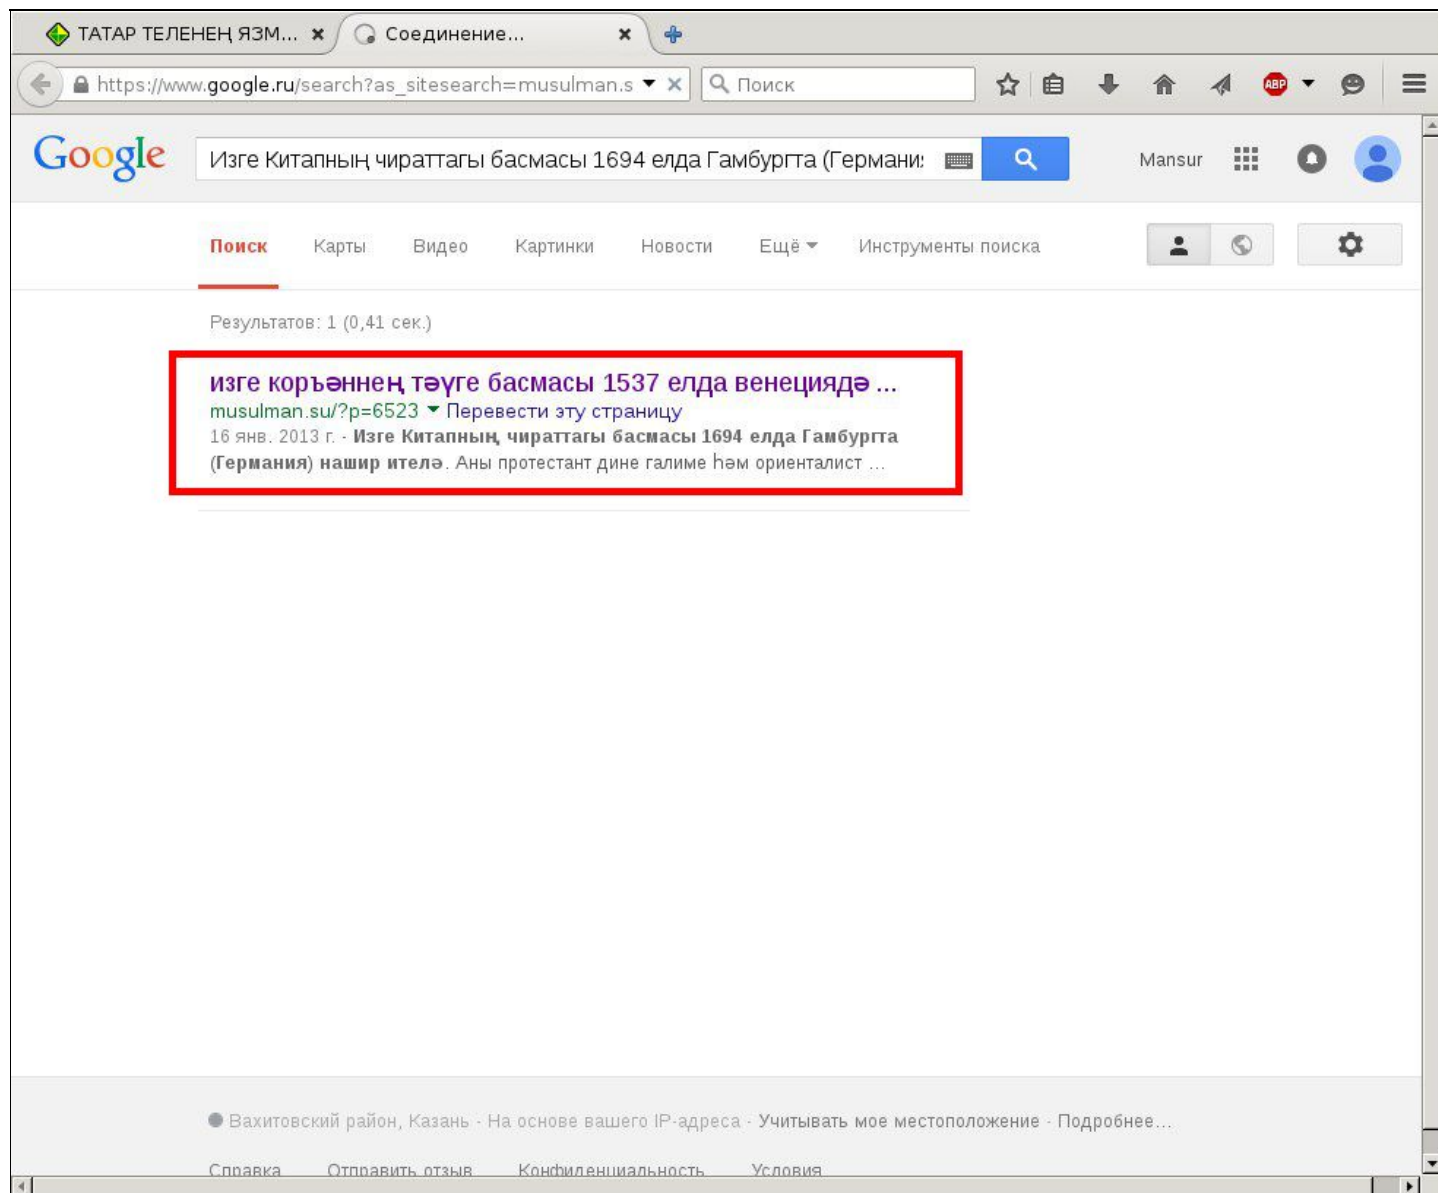 ТАТАР ТЕЛЕНЕҢ ЯЗМ... Соединение...
https://www.google.ru/search?as_sitesearch=musulman.s Поиск ABP
Google Изге Китапның чираттагы басмасы 1694 елда Гамбургта (Германи Mansur
Поиск Карты Видео Картинки Новости Ещё Инструменты поиска
Результатов: 1 (0,41 сек.)
изге коръәннең тәүге басмасы 1537 елда венециядә ...
musulman.su/?p=6523 Перевести эту страницу
16 янв. 2013 г. - Изге Китапның чираттагы басмасы 1694 елда Гамбургта
(Германия) нашир ителә. Аны протестант дине галиме һәм ориенталист ...
Вахитовский район, Казань - На основе вашего IP-адреса - Учитывать мое местоположение - Подробнее...
Справка Отправить отзыв Конфиденциальность Условия